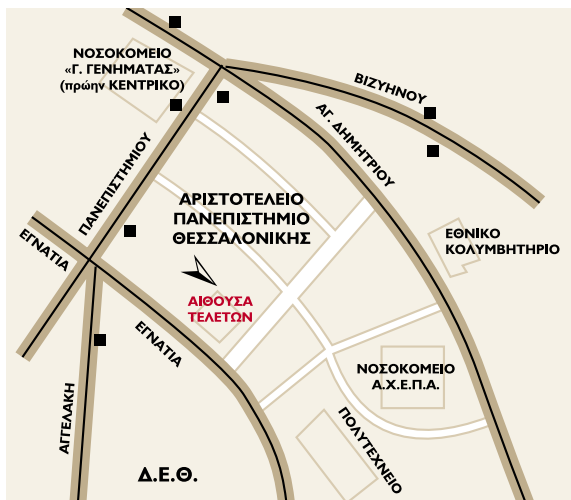 ΝΟΣΟΚΟΜΕΙΟ
«Γ. ΓΕΝΗΜΑΤΑΣ»
(πρώην ΚΕΝΤΡΙΚΟ)
ΒΙΖΥΗΝΟΥ
ΑΓ. ΔΗΜΗΤΡΙΟΥ
ΠΑΝΕΠΙΣΤΗΜΙΟΥ
ΑΡΙΣΤΟΤΕΛΕΙΟ
ΠΑΝΕΠΙΣΤΗΜΙΟ
ΘΕΣΣΑΛΟΝΙΚΗΣ
ΕΘΝΙΚΟ
ΚΟΛΥΜΒΗΤΗΡΙΟ
ΕΓΝΑΤΙΑ
ΑΙΘΟΥΣΑ
ΤΕΛΕΤΩΝ
ΕΓΝΑΤΙΑ
ΝΟΣΟΚΟΜΕΙΟ
Α.Χ.Ε.Π.Α.
ΑΓΓΕΛΑΚΗ
ΠΟΛΥΤΕΧΝΕΙΟ
Δ.Ε.Θ.